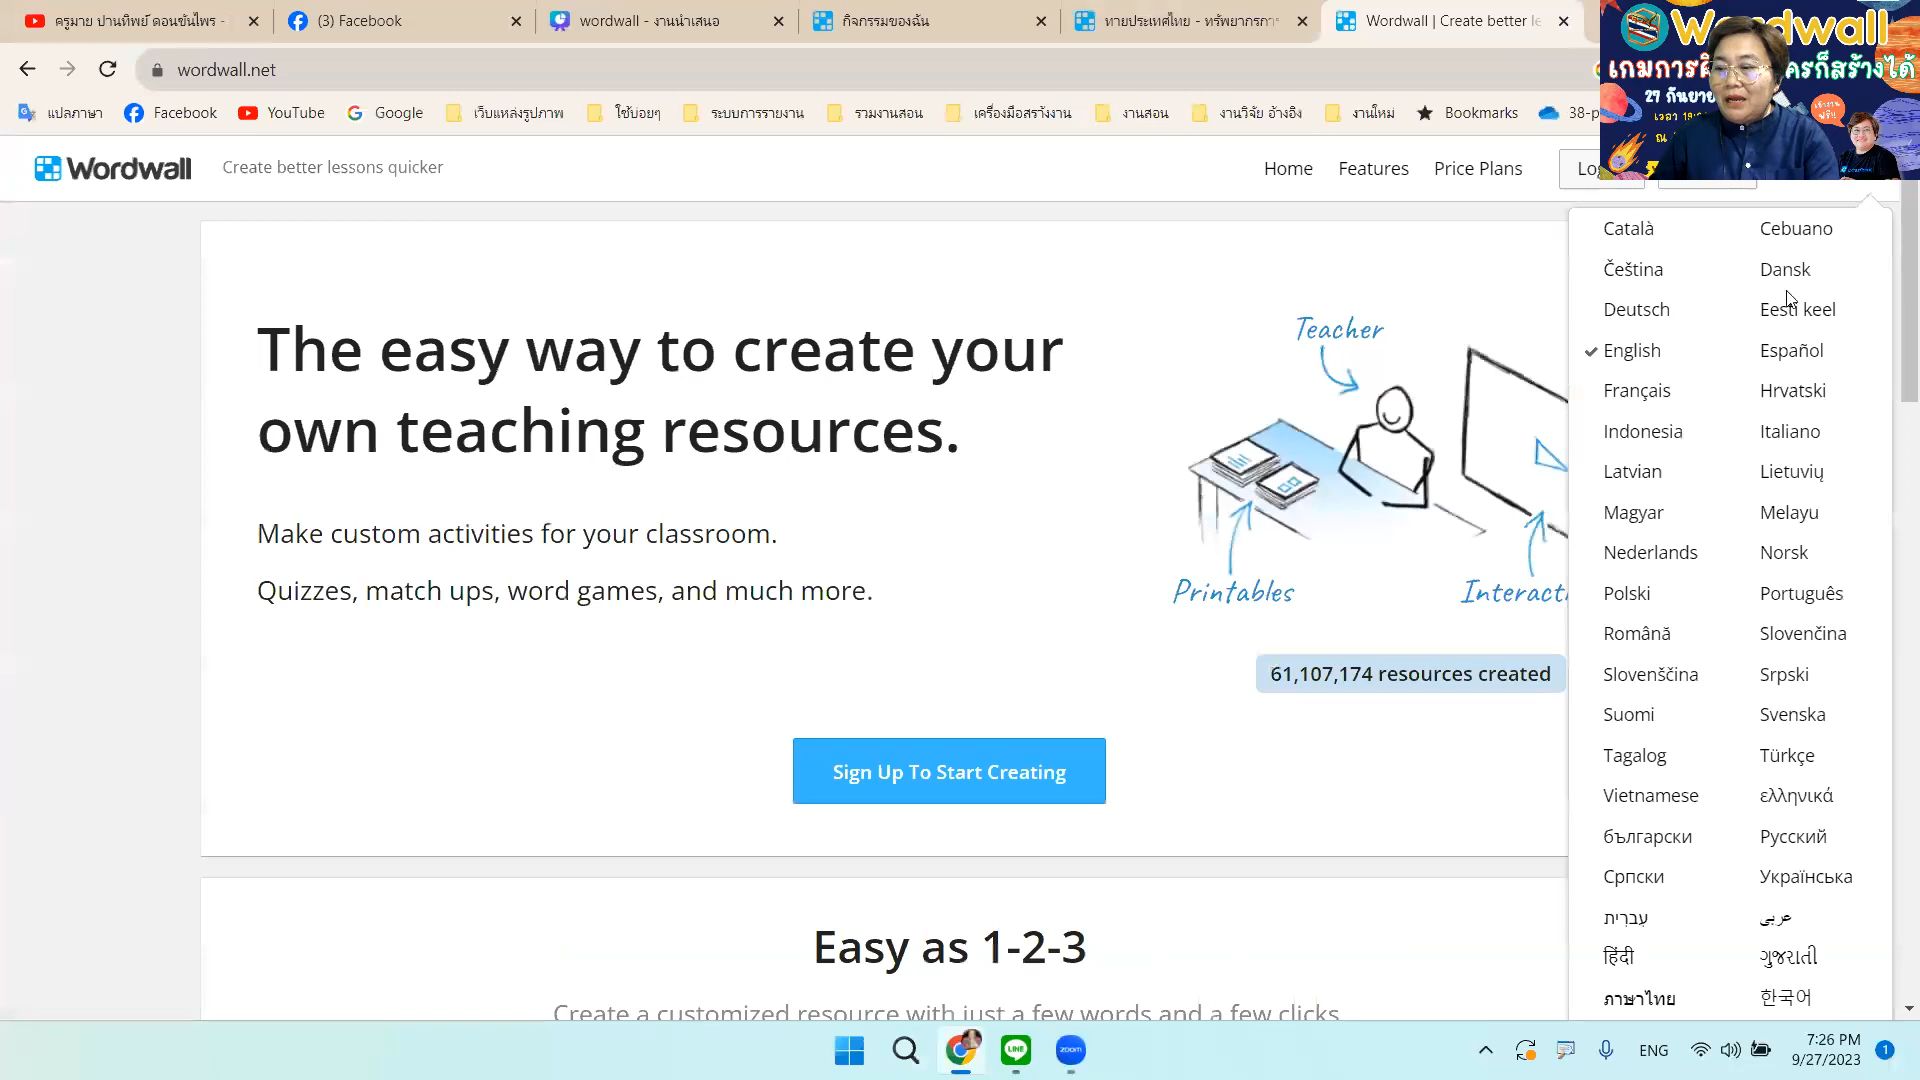 ครูมาย ปานทิพย์ ดอนขันไพร -
(3) Facebook
wordwall - งานนำเสนอ
กิจกรรมของฉัน
ทายประเทศไทย - ทรัพยากรการ
Wordwall | Create better le
wordwall.net
แปลภาษา
Facebook
YouTube
Google
เว็บแหล่งรูปภาพ
ใช้บ่อยๆ
ระบบการรายงาน
รวมงานสอน
เครื่องมือสรางงาน
งานสอน
งานวิจัย อ้างอิง
งานใหม่
Bookmarks
38-p
Wordwall
27 กันยาย
Wordwall
Create better lessons quicker
Home
Features
Price Plans
Català
Cebuano
Čeština
Dansk
Deutsch
Eesti keel
English
Español
Français
Hrvatski
Indonesia
Italiano
Latvian
Lietuvių
Magyar
Melayu
Nederlands
Norsk
Polski
Português
Română
Slovenčina
Slovenščina
Srpski
Suomi
Svenska
Tagalog
Türkçe
Vietnamese
ελληνικά
български
Русский
Српски
Українська
עברית
عربى
हिंदी
ગુજરાતી
ภาษาไทย
한국어
The easy way to create your
own teaching resources.
Make custom activities for your classroom.
Quizzes, match ups, word games, and much more.
Teacher
Printables
Interacti
61,107,174 resources created
Sign Up To Start Creating
Easy as 1-2-3
Create a customized resource with just a few words and a few clicks
LINE
zoom
ENG
7:26 PM
9/27/2023
1